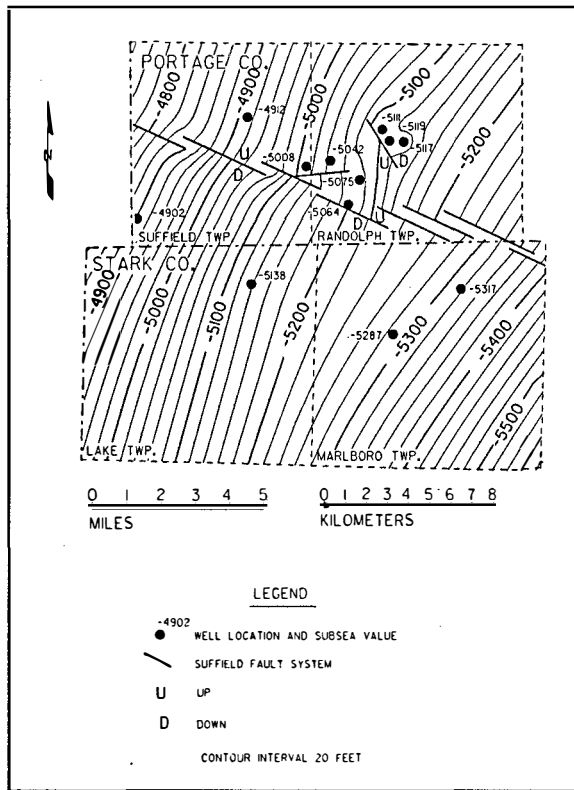 PORTAGE CO.
-4800
-4900
-5000
-5100
-5200
-4912
-5111
-5119
-5117
-5042
-5008
-5075
-5064
-4902
U
D
U
D
U
D
N
SUFFIELD TWP.
RANDOLPH TWP.
STARK CO.
-4900
-5000
-5100
-5200
-5300
-5400
-5500
-5138
-5317
-5287
LAKE TWP.
MARLBORO TWP.
0 1 2 3 4 5
MILES
0 1 2 3 4 5 6 7 8
KILOMETERS
LEGEND
-4902
WELL LOCATION AND SUBSEA VALUE
SUFFIELD FAULT SYSTEM
U UP
D DOWN
CONTOUR INTERVAL 20 FEET